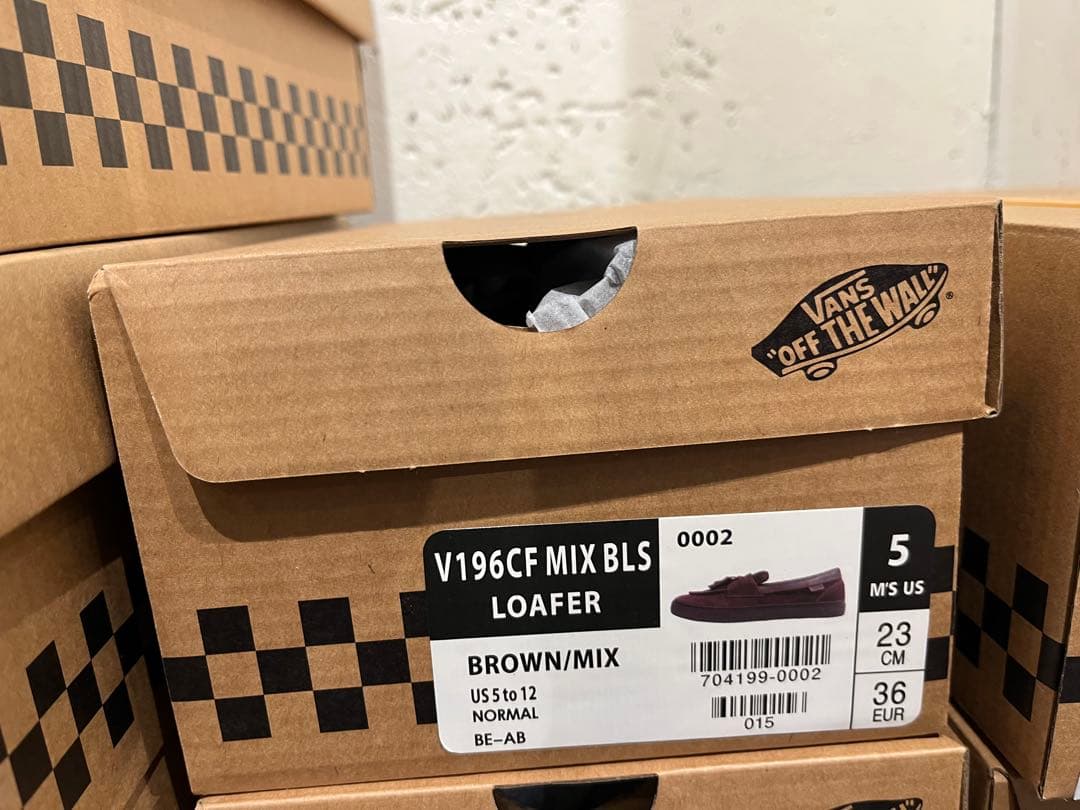 VANS
"OFF THE WALL"
®
V196CF MIX BLS
LOAFER
0002
5
M'S US
BROWN/MIX
US 5 to 12
NORMAL
BE-AB
704199-0002
015
23
CM
36
EUR